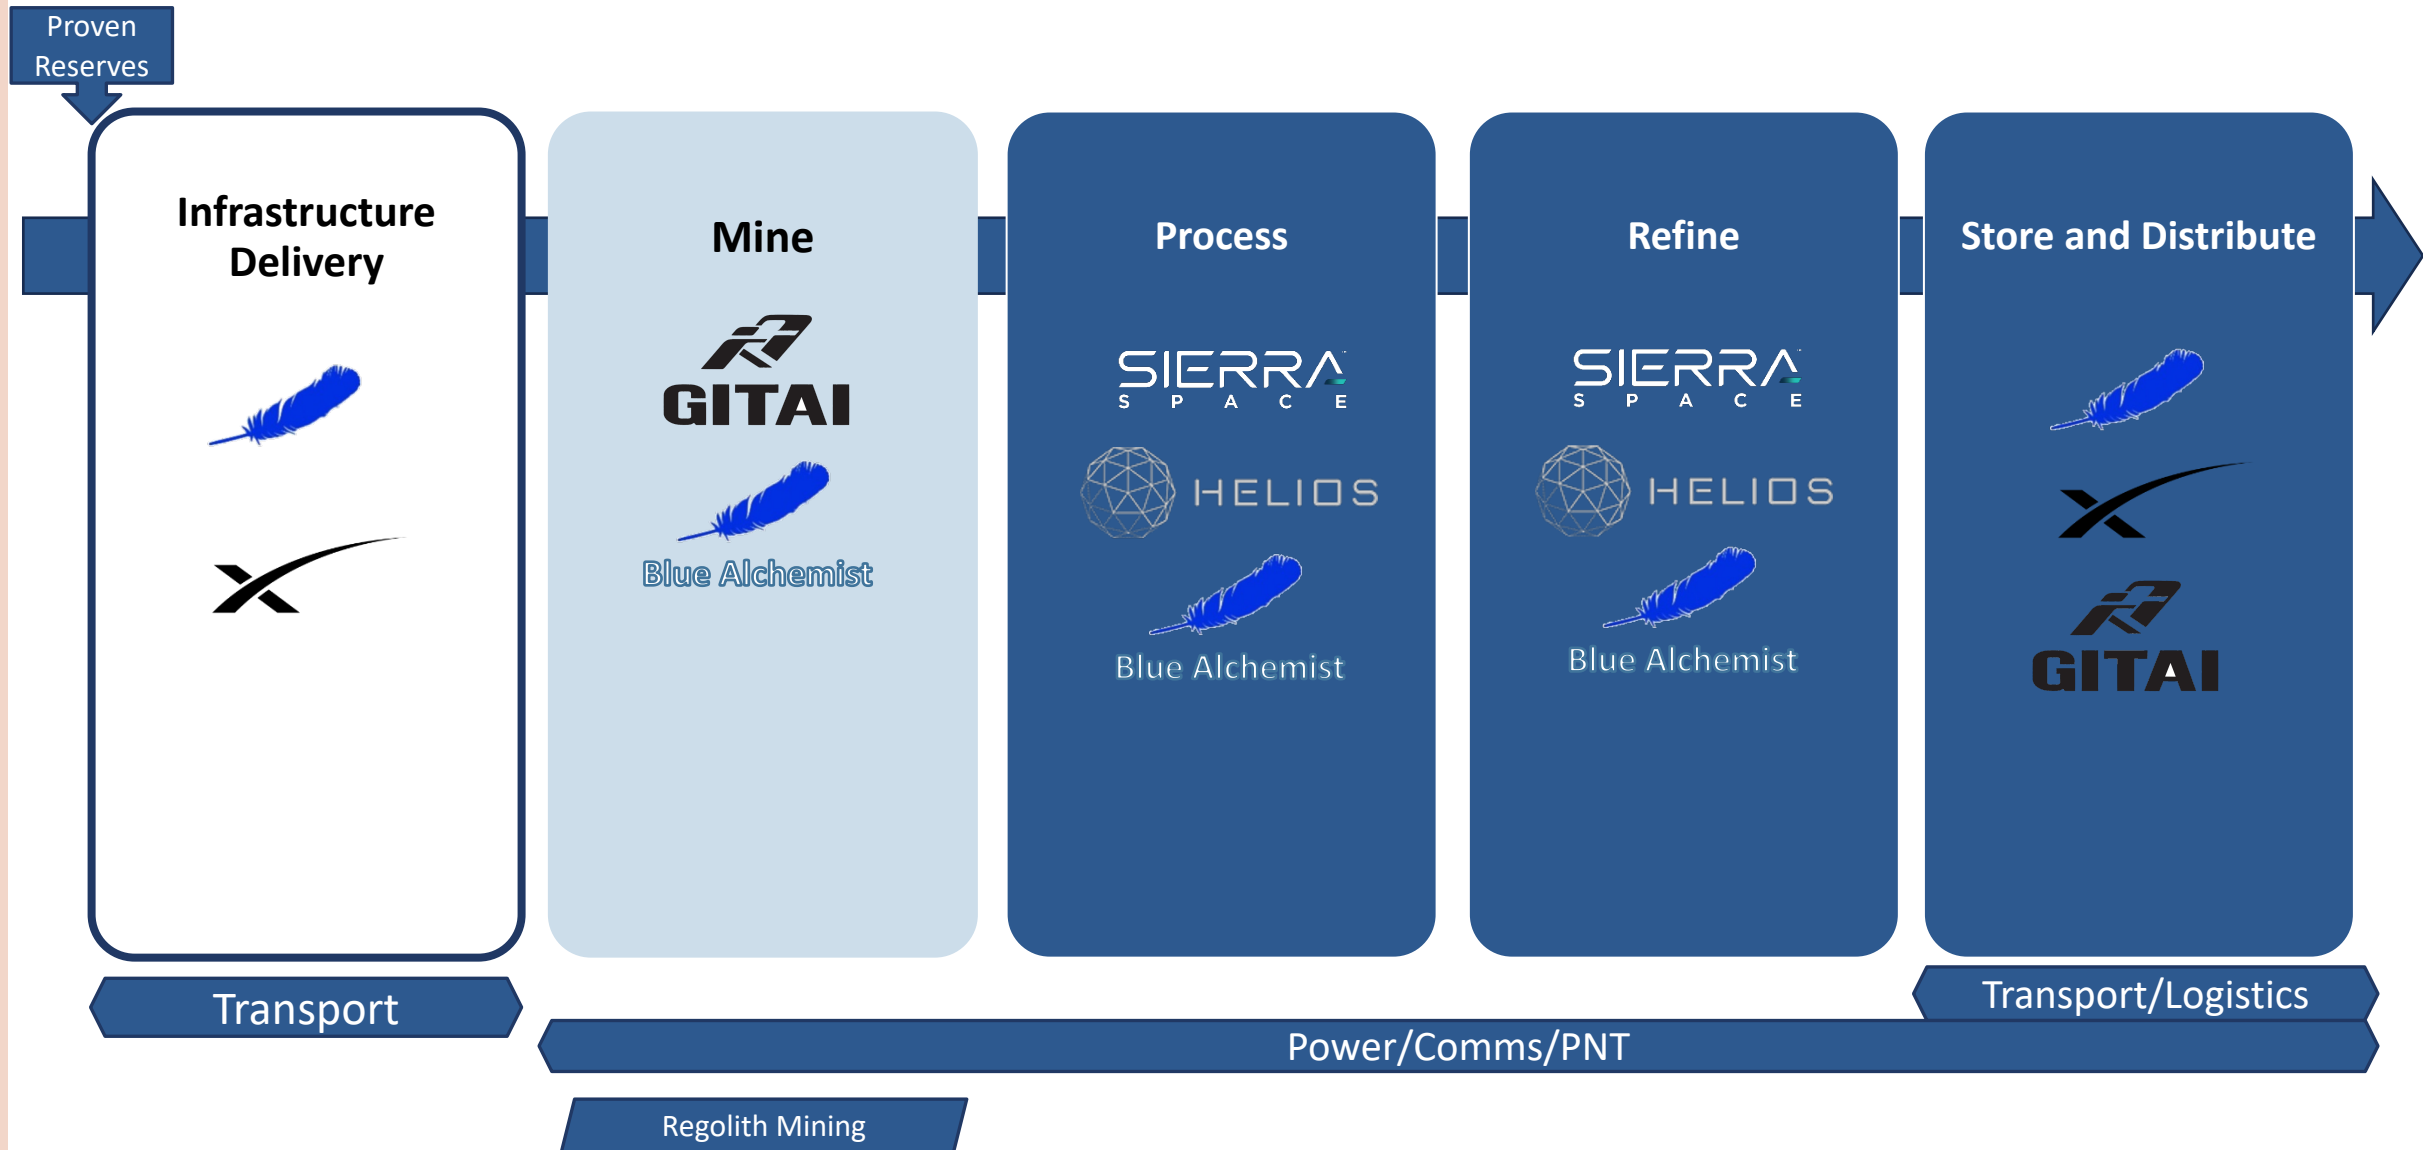 Proven
Reserves
Infrastructure
Delivery
Mine
GITAI
Blue Alchemist
Process
SIERRA
SPACE
HELIOS
Blue Alchemist
Refine
SIERRA
SPACE
HELIOS
Blue Alchemist
Store and Distribute
GITAI
Transport
Transport/Logistics
Power/Comms/PNT
Regolith Mining